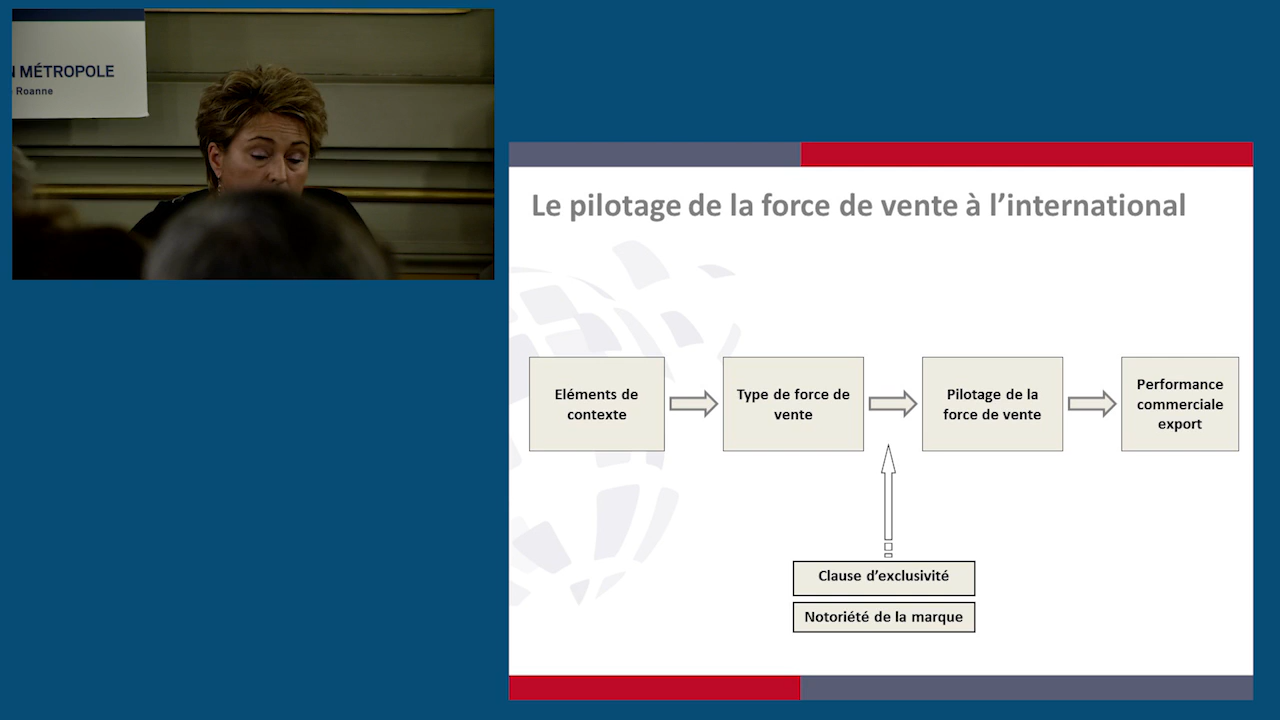 MÉTROPOLE
Roanne
Le pilotage de la force de vente à l’international
Eléments de
contexte
Type de force de
vente
Pilotage de la
force de vente
Performance
commerciale
export
Clause d’exclusivité
Notoriété de la marque